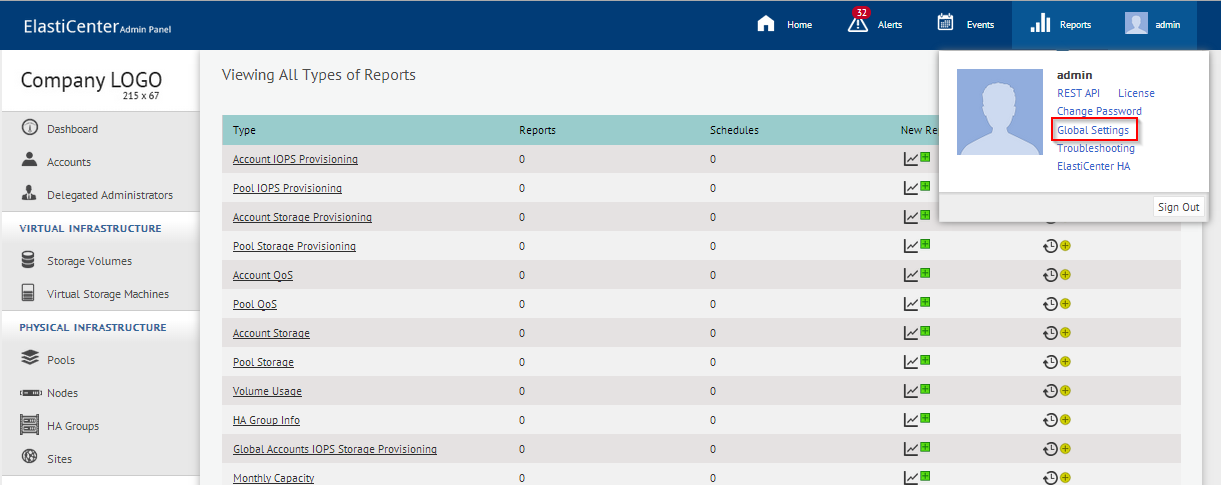 ElastiCenter Admin Panel
Home
32
Alerts
Events
Reports
admin
Company LOGO
215 x 67
Dashboard
Accounts
Delegated Administrators
VIRTUAL INFRASTRUCTURE
Storage Volumes
Virtual Storage Machines
PHYSICAL INFRASTRUCTURE
Pools
Nodes
HA Groups
Sites
Viewing All Types of Reports
Type Reports Schedules New Re
Account IOPS Provisioning 0 0
Pool IOPS Provisioning 0 0
Account Storage Provisioning 0 0
Pool Storage Provisioning 0 0
Account QoS 0 0
Pool QoS 0 0
Account Storage 0 0
Pool Storage 0 0
Volume Usage 0 0
HA Group Info 0 0
Global Accounts IOPS Storage Provisioning 0 0
Monthly Capacity 0 0
admin
REST API License
Change Password
Global Settings
Troubleshooting
ElastiCenter HA
Sign Out